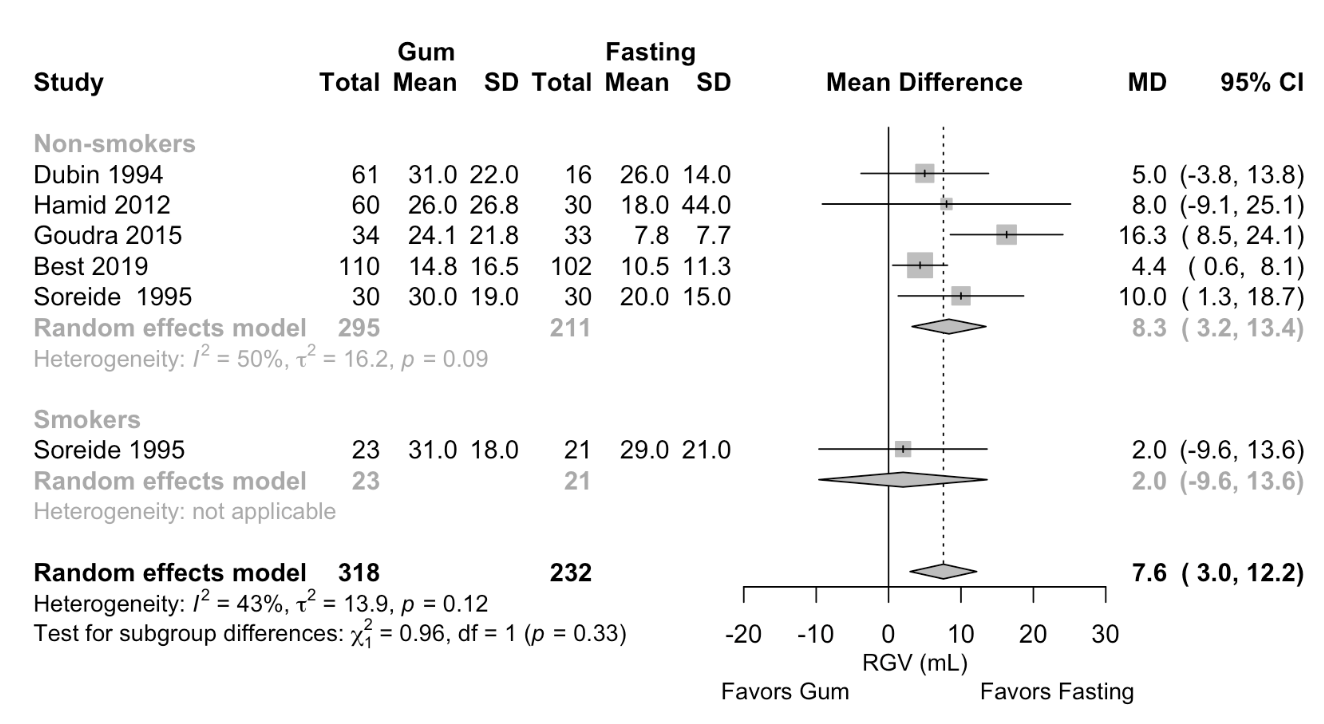 Gum Fasting
Study Total Mean SD Total Mean SD Mean Difference MD 95% CI
Non-smokers
Dubin 1994 61 31.0 22.0 16 26.0 14.0 5.0 (-3.8, 13.8)
Hamid 2012 60 26.0 26.8 30 18.0 44.0 8.0 (-9.1, 25.1)
Goudra 2015 34 24.1 21.8 33 7.8 7.7 16.3 ( 8.5, 24.1)
Best 2019 110 14.8 16.5 102 10.5 11.3 4.4 ( 0.6, 8.1)
Soreide 1995 30 30.0 19.0 30 20.0 15.0 10.0 ( 1.3, 18.7)
Random effects model 295 211 8.3 ( 3.2, 13.4)
Heterogeneity: I² = 50%, τ² = 16.2, p = 0.09
Smokers
Soreide 1995 23 31.0 18.0 21 29.0 21.0 2.0 (-9.6, 13.6)
Random effects model 23 21 2.0 (-9.6, 13.6)
Heterogeneity: not applicable
Random effects model 318 232 7.6 ( 3.0, 12.2)
Heterogeneity: I² = 43%, τ² = 13.9, p = 0.12
Test for subgroup differences: χ²₁ = 0.96, df = 1 (p = 0.33)
-20 -10 0 10 20 30
RGV (mL)
Favors Gum Favors Fasting